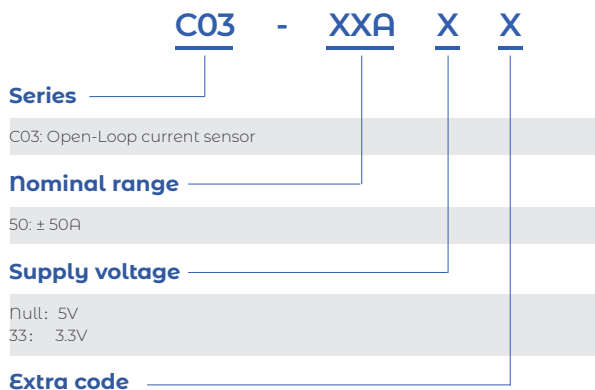 C03 - XXA X X
Series
C03: Open-Loop current sensor
Nominal range
50: ± 50A
Supply voltage
Null: 5V
33: 3.3V
Extra code